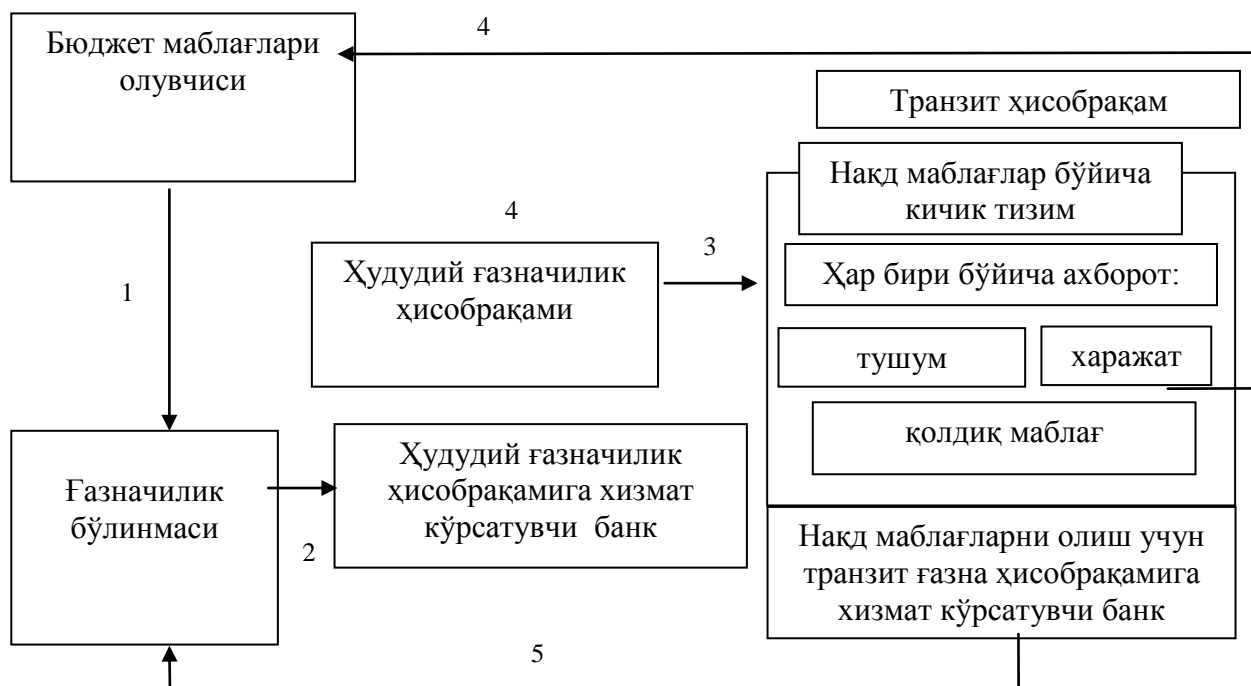 Бюджет маблағлари
олувчиси
4
Транзит ҳисобрақам
Нақд маблағлар бўйича
кичик тизим
4
3
Ҳудудий ғазначилик
ҳисобрақами
Ҳар бири бўйича ахборот:
1
тушум
харажат
қолдиқ маблағ
Ғазначилик
бўлинмаси
2
Ҳудудий ғазначилик
ҳисобрақамига хизмат
кўрсатувчи банк
Нақд маблағларни олиш учун
транзит ғазна ҳисобрақамига
хизмат кўрсатувчи банк
5